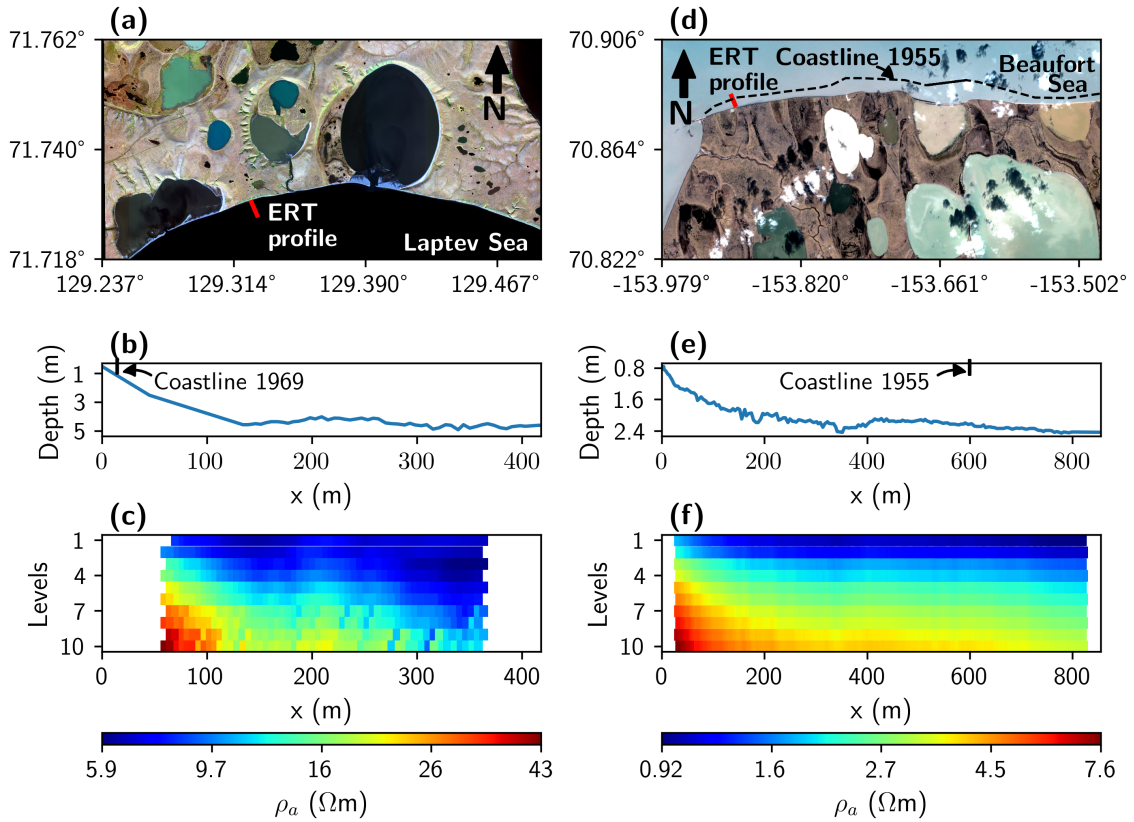 (a)
71.762°
71.740°
71.718°
N
ERT
profile
Laptev Sea
129.237° 129.314° 129.390° 129.467°
(d)
70.906°
70.864°
70.822°
ERT
profile
Coastline 1955
Beaufort
Sea
N
-153.979° -153.820° -153.661° -153.502°
(b)
Depth (m)
1
3
5
Coastline 1969
0 100 200 300 400
x (m)
(e)
Depth (m)
0.8
1.6
2.4
Coastline 1955
0 200 400 600 800
x (m)
(c)
Levels
1
4
7
10
0 100 200 300 400
x (m)
5.9 9.7 16 26 43
ρₐ (Ωm)
(f)
Levels
1
4
7
10
0 200 400 600 800
x (m)
0.92 1.6 2.7 4.5 7.6
ρₐ (Ωm)